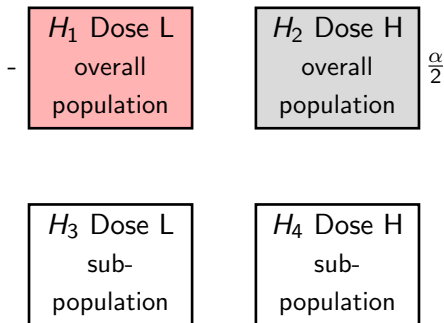 H₁ Dose L
overall
population
-
H₂ Dose H
overall
population
α/2
H₃ Dose L
sub-
population
H₄ Dose H
sub-
population